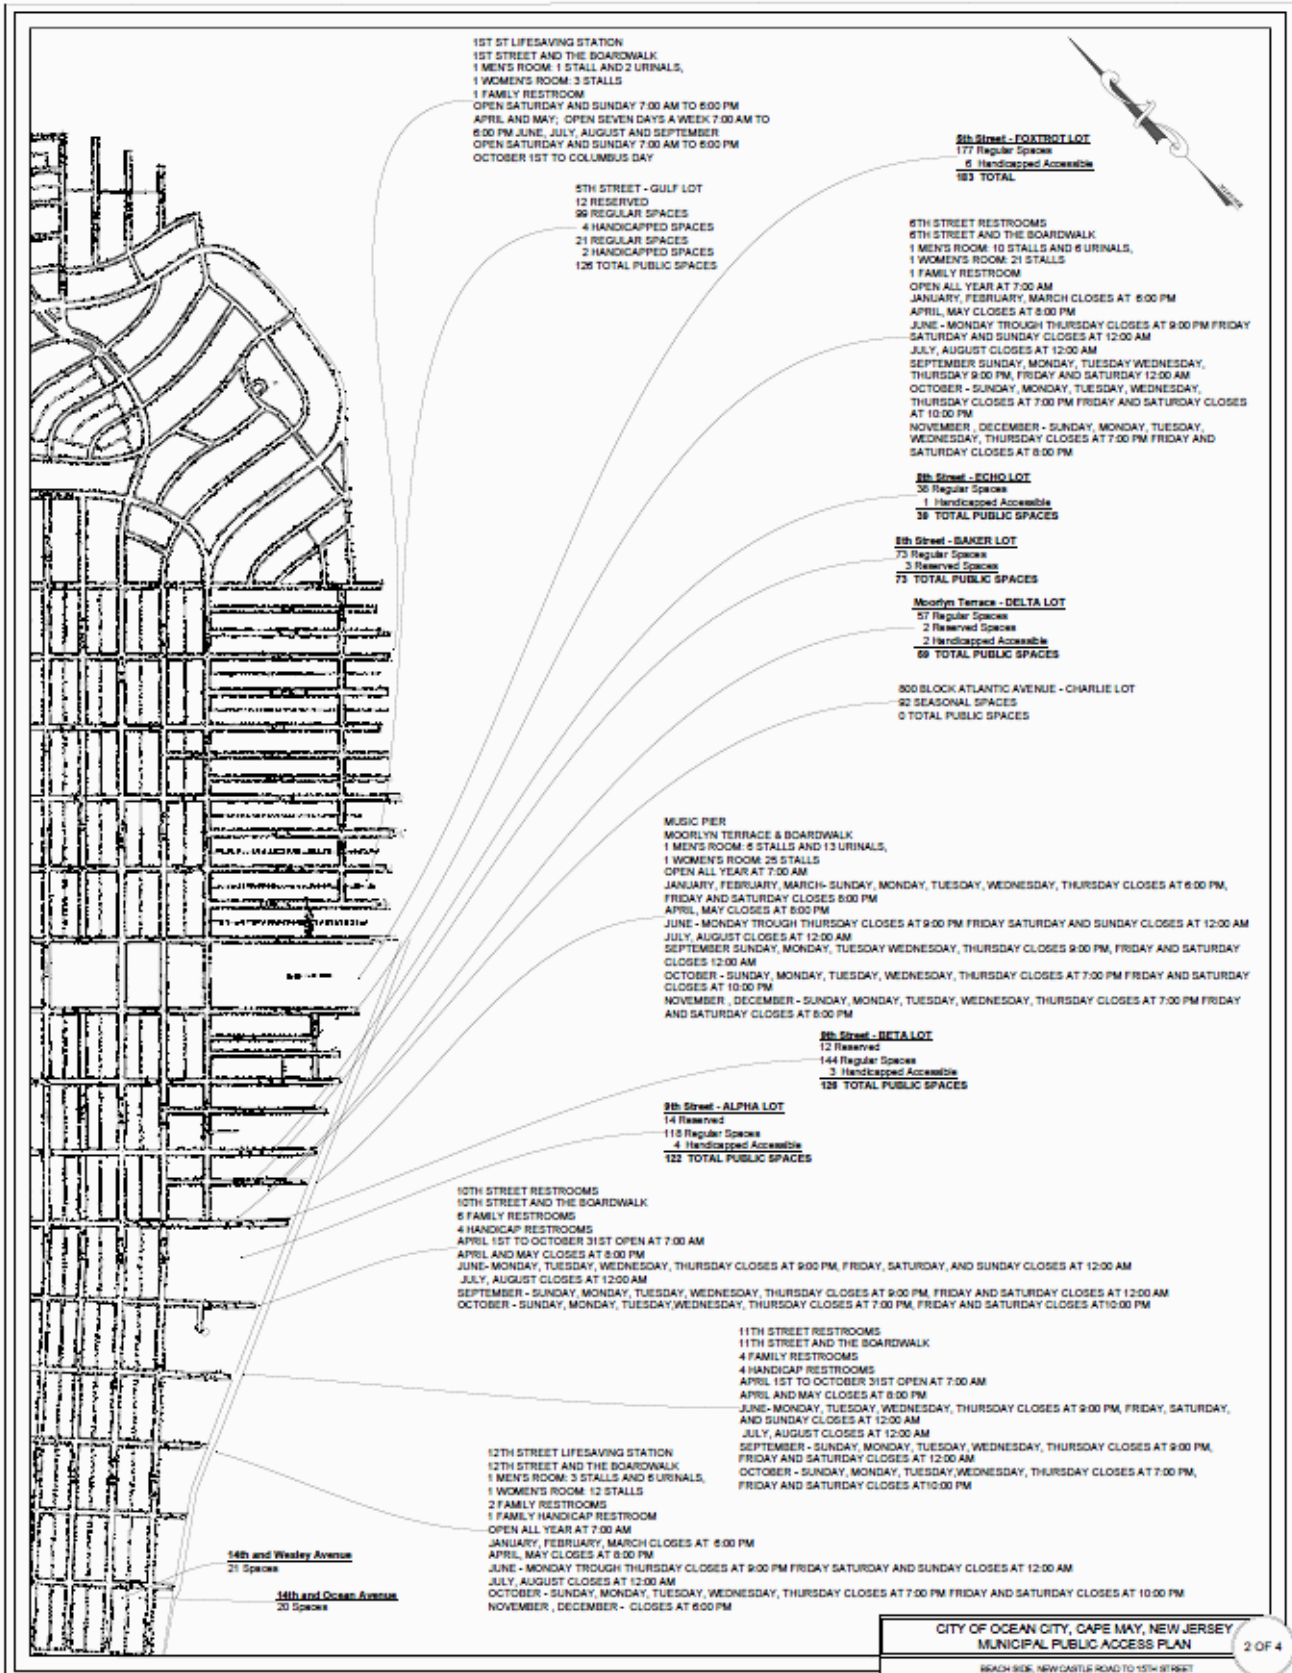 1ST ST LIFESAVING STATION
1ST STREET AND THE BOARDWALK
1 MEN'S ROOM: 1 STALL AND 2 URINALS,
1 WOMEN'S ROOM: 3 STALLS
1 FAMILY RESTROOM
OPEN SATURDAY AND SUNDAY 7:00 AM TO 6:00 PM
APRIL AND MAY; OPEN SEVEN DAYS A WEEK 7:00 AM TO
6:00 PM JUNE, JULY, AUGUST AND SEPTEMBER
OPEN SATURDAY AND SUNDAY 7:00 AM TO 6:00 PM
OCTOBER 1ST TO COLUMBUS DAY
5TH STREET - GULF LOT
12 RESERVED
99 REGULAR SPACES
4 HANDICAPPED SPACES
21 REGULAR SPACES
2 HANDICAPPED SPACES
126 TOTAL PUBLIC SPACES
Street - FOXTROT LOT
177 Regular Spaces
6 Handicapped Accessible
183 TOTAL
6TH STREET RESTROOMS
6TH STREET AND THE BOARDWALK
1 MEN'S ROOM: 10 STALLS AND 6 URINALS,
1 WOMEN'S ROOM: 21 STALLS
1 FAMILY RESTROOM
OPEN ALL YEAR AT 7:00 AM
JANUARY, FEBRUARY, MARCH CLOSES AT 6:00 PM
APRIL, MAY CLOSES AT 8:00 PM
JUNE - MONDAY TROUGH THURSDAY CLOSES AT 9:00 PM FRIDAY
SATURDAY AND SUNDAY CLOSES AT 12:00 AM
JULY, AUGUST CLOSES AT 12:00 AM
SEPTEMBER SUNDAY, MONDAY, TUESDAY WEDNESDAY,
THURSDAY 9:00 PM, FRIDAY AND SATURDAY 12:00 AM
OCTOBER - SUNDAY, MONDAY, TUESDAY, WEDNESDAY,
THURSDAY CLOSES AT 7:00 PM FRIDAY AND SATURDAY CLOSES
AT 10:00 PM
NOVEMBER , DECEMBER - SUNDAY, MONDAY, TUESDAY,
WEDNESDAY, THURSDAY CLOSES AT 7:00 PM FRIDAY AND
SATURDAY CLOSES AT 8:00 PM
8th Street - ECHO LOT
38 Regular Spaces
1 Handicapped Accessible
39 TOTAL PUBLIC SPACES
8th Street - BAKER LOT
73 Regular Spaces
3 Reserved Spaces
73 TOTAL PUBLIC SPACES
Moorlyn Terrace - DELTA LOT
57 Regular Spaces
2 Reserved Spaces
2 Handicapped Accessible
TOTAL PUBLIC SPACES
800 BLOCK ATLANTIC AVENUE - CHARLIE LOT
92 SEASONAL SPACES
0 TOTAL PUBLIC SPACES
MUSIC PIER
MOORLYN TERRACE & BOARDWALK
1 MEN'S ROOM: 6 STALLS AND 13 URINALS,
1 WOMEN'S ROOM: 25 STALLS
OPEN ALL YEAR AT 7:00 AM
JANUARY, FEBRUARY, MARCH- SUNDAY, MONDAY, TUESDAY, WEDNESDAY, THURSDAY CLOSES AT 6:00 PM,
FRIDAY AND SATURDAY CLOSES 8:00 PM
APRIL, MAY CLOSES AT 8:00 PM
JUNE - MONDAY TROUGH THURSDAY CLOSES AT 9:00 PM FRIDAY SATURDAY AND SUNDAY CLOSES AT 12:00 AM
JULY, AUGUST CLOSES AT 12:00 AM
SEPTEMBER SUNDAY, MONDAY, TUESDAY WEDNESDAY, THURSDAY CLOSES 9:00 PM, FRIDAY AND SATURDAY
CLOSES 12:00 AM
OCTOBER - SUNDAY, MONDAY, TUESDAY, WEDNESDAY, THURSDAY CLOSES AT 7:00 PM FRIDAY AND SATURDAY
CLOSES AT 10:00 PM
NOVEMBER , DECEMBER - SUNDAY, MONDAY, TUESDAY, WEDNESDAY, THURSDAY CLOSES AT 7:00 PM FRIDAY
AND SATURDAY CLOSES AT 8:00 PM
9th Street - BETA LOT
12 Reserved
144 Regular Spaces
3 Handicapped Accessible
TOTAL PUBLIC SPACES
9th Street - ALPHA LOT
14 Reserved
118 Regular Spaces
4 Handicapped Accessible
122 TOTAL PUBLIC SPACES
10TH STREET RESTROOMS
10TH STREET AND THE BOARDWALK
6 FAMILY RESTROOMS
4 HANDICAP RESTROOMS
APRIL 1ST TO OCTOBER 31ST OPEN AT 7:00 AM
APRIL AND MAY CLOSES AT 8:00 PM
JUNE- MONDAY, TUESDAY, WEDNESDAY, THURSDAY CLOSES AT 9:00 PM, FRIDAY, SATURDAY, AND SUNDAY CLOSES AT 12:00 AM
JULY, AUGUST CLOSES AT 12:00 AM
SEPTEMBER - SUNDAY, MONDAY, TUESDAY, WEDNESDAY, THURSDAY CLOSES AT 9:00 PM, FRIDAY AND SATURDAY CLOSES AT 12:00 AM
OCTOBER - SUNDAY, MONDAY, TUESDAY,WEDNESDAY, THURSDAY CLOSES AT 7:00 PM, FRIDAY AND SATURDAY CLOSES AT10:00 PM
11TH STREET RESTROOMS
11TH STREET AND THE BOARDWALK
4 FAMILY RESTROOMS
4 HANDICAP RESTROOMS
APRIL 1ST TO OCTOBER 31ST OPEN AT 7:00 AM
APRIL AND MAY CLOSES AT 8:00 PM
JUNE- MONDAY, TUESDAY, WEDNESDAY, THURSDAY CLOSES AT 9:00 PM, FRIDAY, SATURDAY,
AND SUNDAY CLOSES AT 12:00 AM
JULY, AUGUST CLOSES AT 12:00 AM
SEPTEMBER - SUNDAY, MONDAY, TUESDAY, WEDNESDAY, THURSDAY CLOSES AT 9:00 PM,
FRIDAY AND SATURDAY CLOSES AT 12:00 AM
OCTOBER - SUNDAY, MONDAY, TUESDAY,WEDNESDAY, THURSDAY CLOSES AT 7:00 PM,
FRIDAY AND SATURDAY CLOSES AT10:00 PM
12TH STREET LIFESAVING STATION
12TH STREET AND THE BOARDWALK
1 MEN'S ROOM: 3 STALLS AND 6 URINALS,
1 WOMEN'S ROOM: 12 STALLS
2 FAMILY RESTROOMS
1 FAMILY HANDICAP RESTROOM
OPEN ALL YEAR AT 7:00 AM
JANUARY, FEBRUARY, MARCH CLOSES AT 6:00 PM
APRIL, MAY CLOSES AT 8:00 PM
JUNE - MONDAY TROUGH THURSDAY CLOSES AT 9:00 PM FRIDAY SATURDAY AND SUNDAY CLOSES AT 12:00 AM
JULY, AUGUST CLOSES AT 12:00 AM
OCTOBER - SUNDAY, MONDAY, TUESDAY, WEDNESDAY, THURSDAY CLOSES AT 7:00 PM FRIDAY AND SATURDAY CLOSES AT 10:00 PM
NOVEMBER , DECEMBER - CLOSES AT 6:00 PM
14th and Wesley Avenue
21 Spaces
14th and Ocean Avenue
20 Spaces
CITY OF OCEAN CITY, CAPE MAY, NEW JERSEY
MUNICIPAL PUBLIC ACCESS PLAN
2 OF 4
BEACH SIDE, NEWCASTLE ROAD TO 15TH STREET